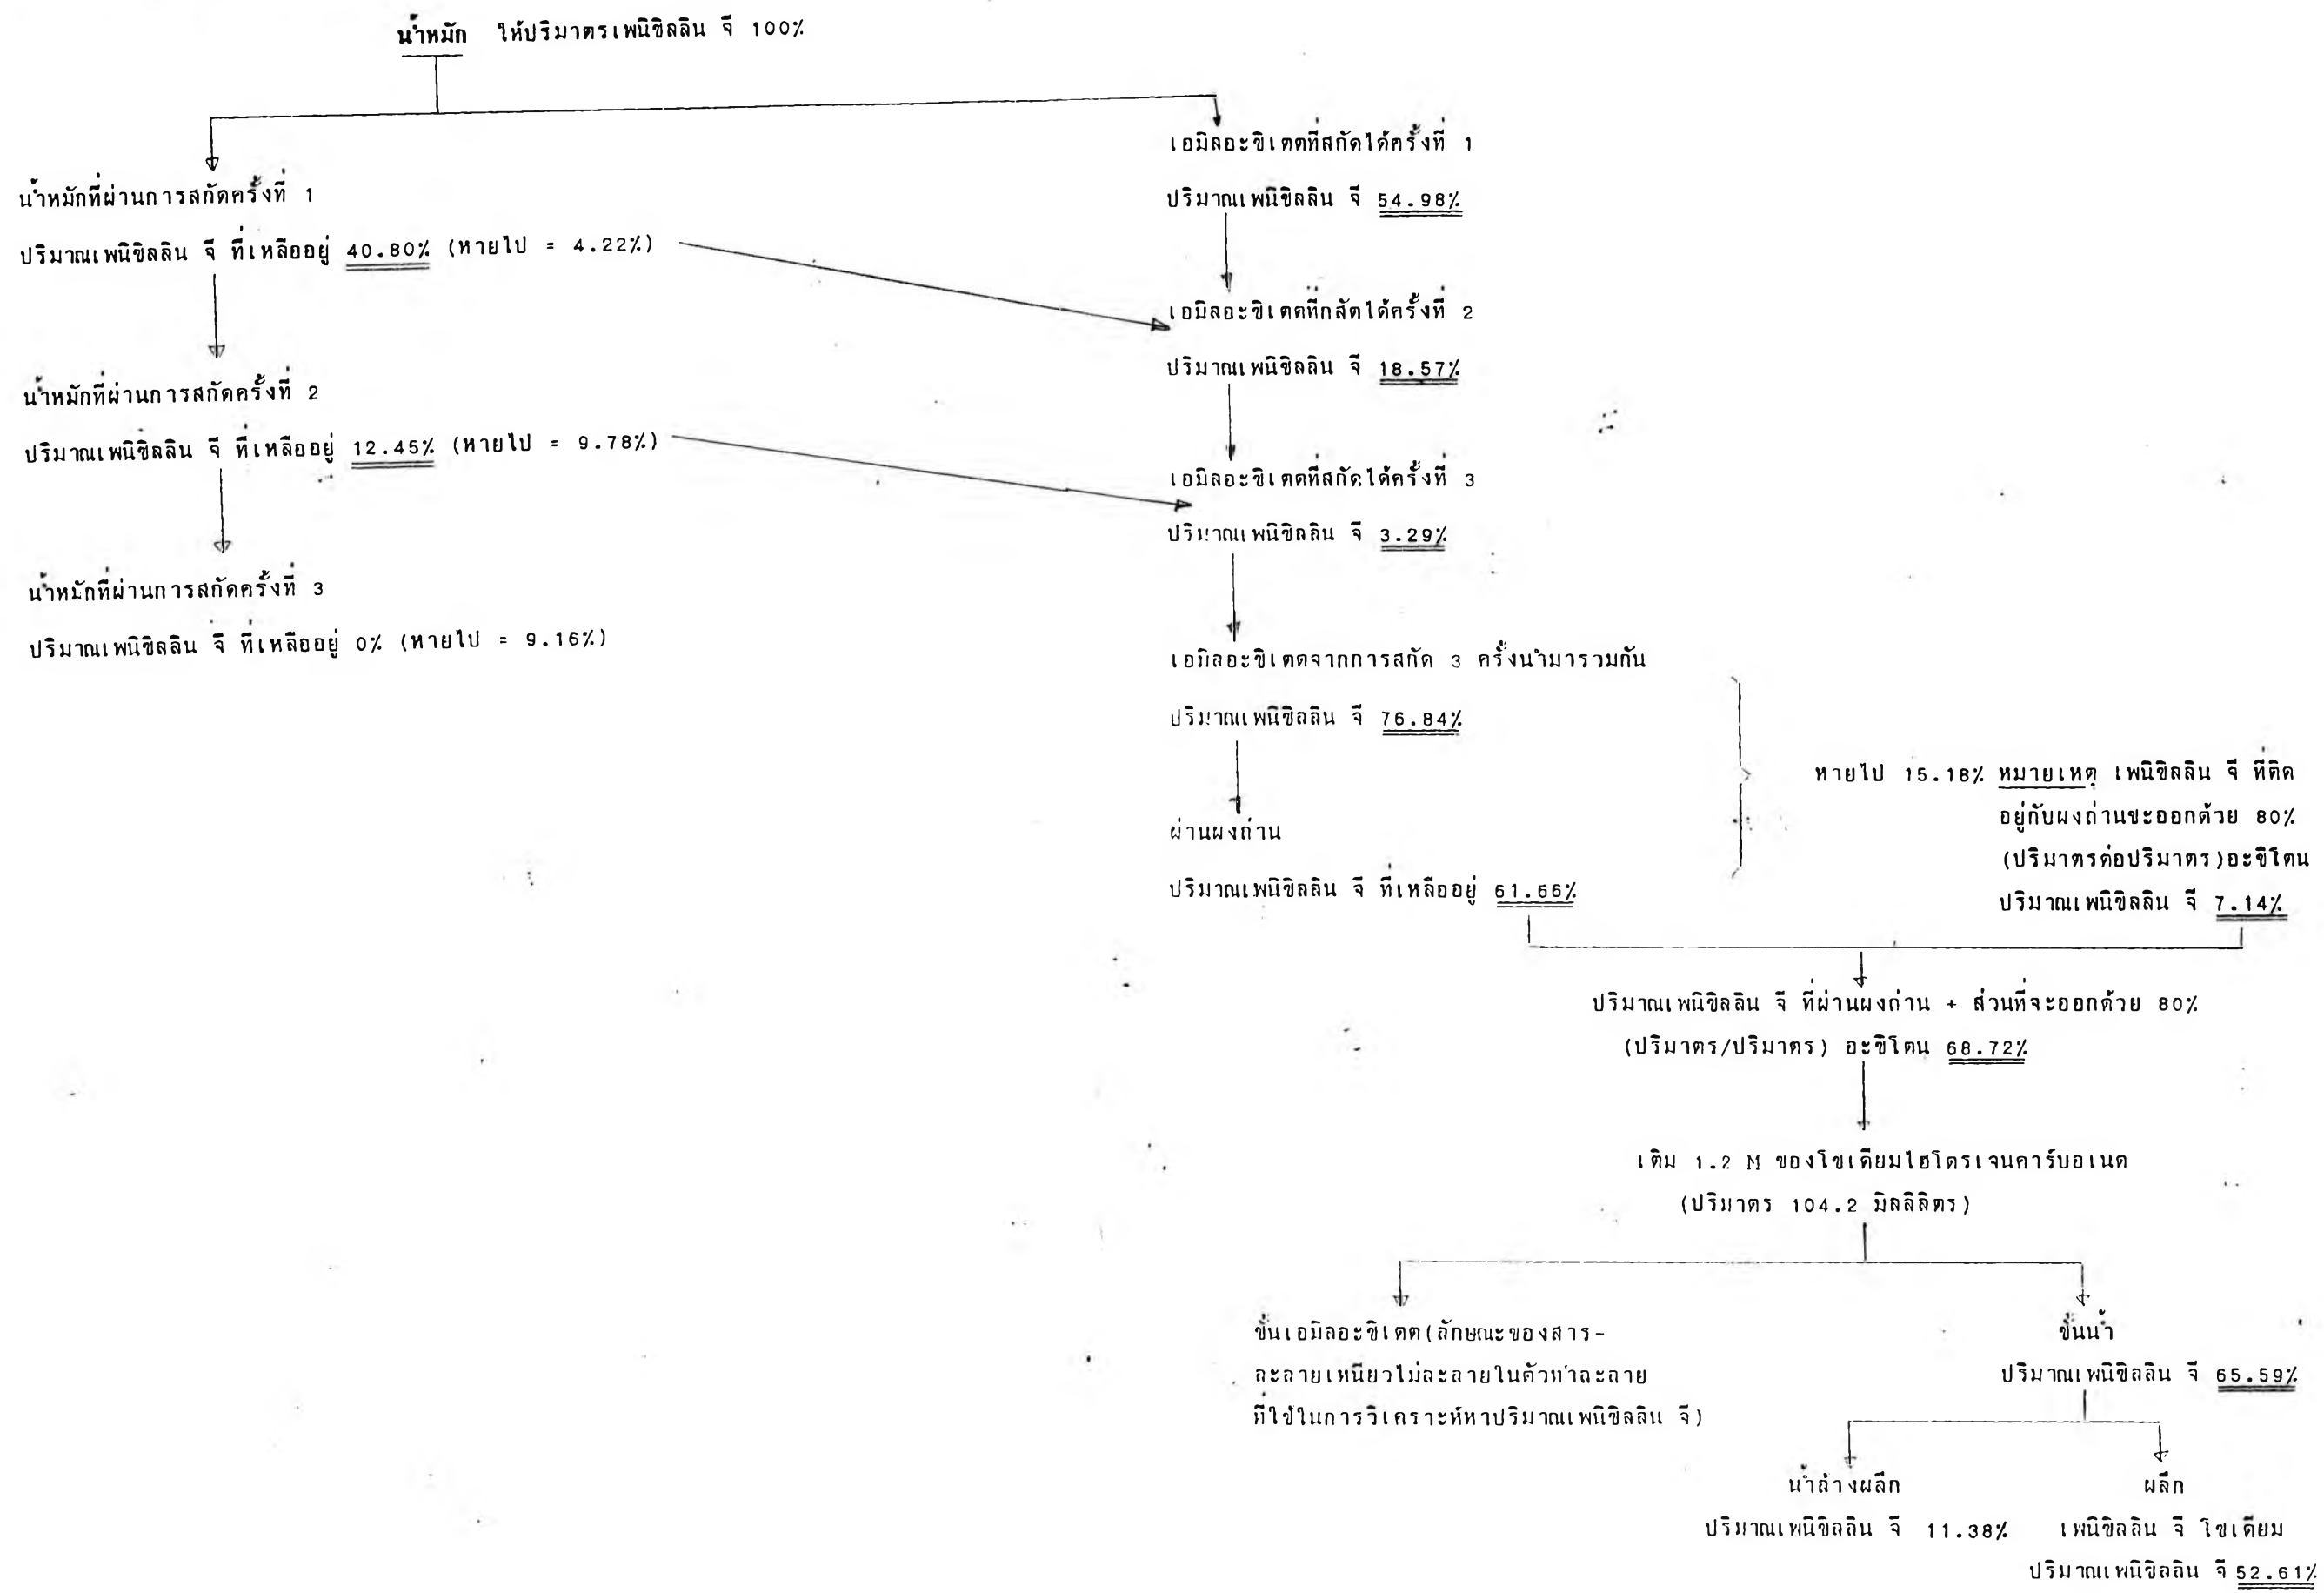 น้ำหมัก ให้ปริมาตรเพนิซิลลิน จี 100%
น้ำหมักที่ผ่านการสกัดครั้งที่ 1
ปริมาณเพนิซิลลิน จี ที่เหลืออยู่ 40.80% (หายไป = 4.22%)
น้ำหมักที่ผ่านการสกัดครั้งที่ 2
ปริมาณเพนิซิลลิน จี ที่เหลืออยู่ 12.45% (หายไป = 9.78%)
น้ำหมักที่ผ่านการสกัดครั้งที่ 3
ปริมาณเพนิซิลลิน จี ที่เหลืออยู่ 0% (หายไป = 9.16%)
เอมิลอะซิเตตที่สกัดได้ครั้งที่ 1
ปริมาณเพนิซิลลิน จี 54.98%
เอมิลอะซิเตตที่กสัดได้ครั้งที่ 2
ปริมาณเพนิซิลลิน จี 18.57%
เอมิลอะซิเตตที่สกัดได้ครั้งที่ 3
ปริมาณเพนิซิลลิน จี 3.29%
เอมิลอะซิเตตจากการสกัด 3 ครั้งนำมารวมกัน
ปริมาณเพนิซิลลิน จี 76.84%
ผ่านผงถ่าน
ปริมาณเพนิซิลลิน จี ที่เหลืออยู่ 61.66%
หายไป 15.18% หมายเหตุ เพนิซิลลิน จี ที่ติด
อยู่กับผงถ่านชะออกด้วย 80%
(ปริมาตรต่อปริมาตร)อะซิโตน
ปริมาณเพนิซิลลิน จี 7.14%
ปริมาณเพนิซิลลิน จี ที่ผ่านผงถ่าน + ส่วนที่จะออกด้วย 80%
(ปริมาตร/ปริมาตร) อะซิโตน 68.72%
เติม 1.2 M ของโซเดียมไฮโดรเจนคาร์บอเนต
(ปริมาตร 104.2 มิลลิลิตร)
ชั้นเอมิลอะซิเตต(ลักษณะของสาร-
ละลายเหนียวไม่ละลายในตัวทำละลาย
ที่ใช้ในการวิเคราะห์หาปริมาณเพนิซิลลิน จี)
ชั้นน้ำ
ปริมาณเพนิซิลลิน จี 65.59%
น้ำล้างผลึก
ปริมาณเพนิซิลลิน จี 11.38%
ผลึก
เพนิซิลลิน จี โซเดียม
ปริมาณเพนิซิลลิน จี 52.61%